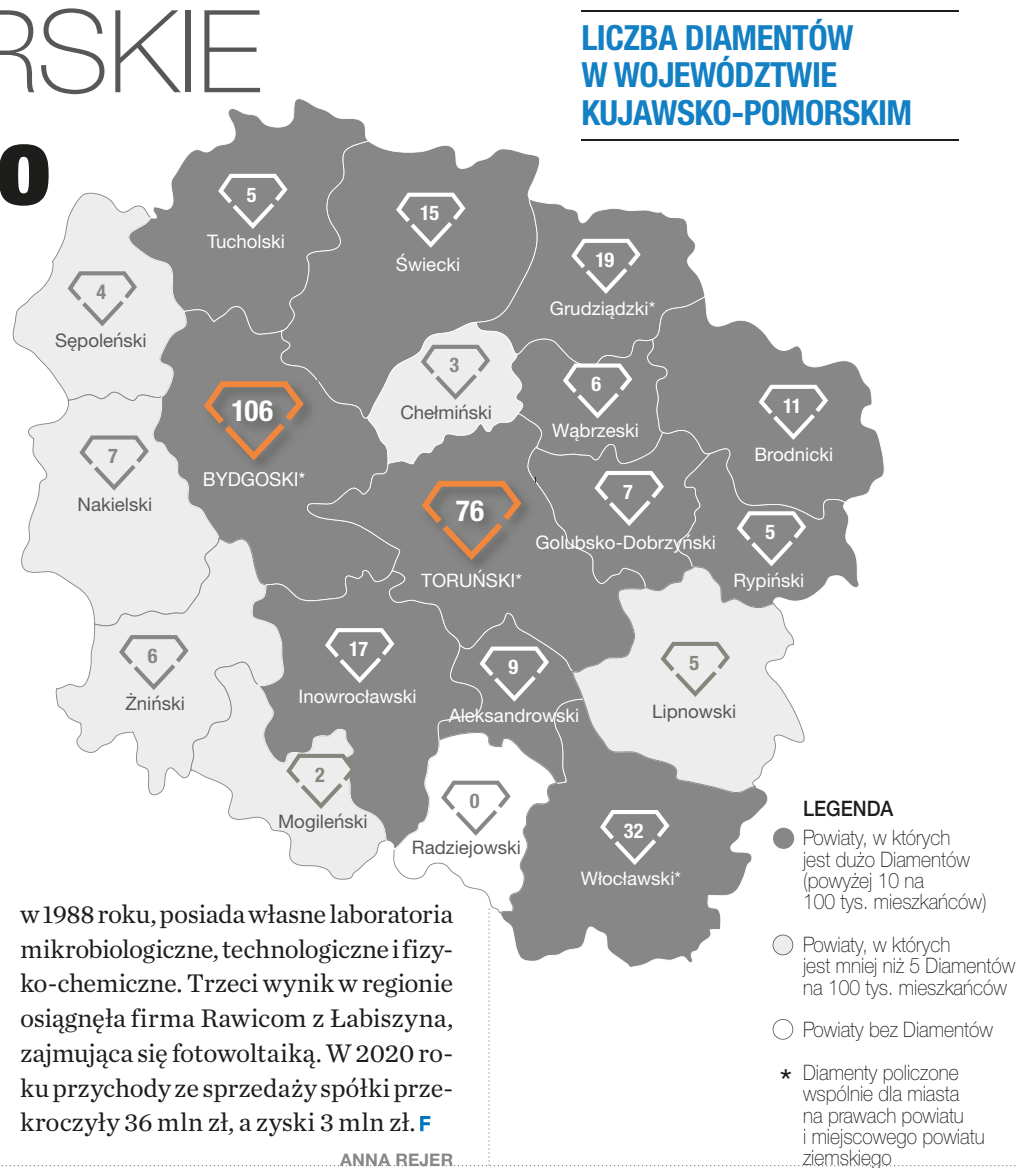 RSKIE
0
LICZBA DIAMENTÓW
W WOJEWÓDZTWIE
KUJAWSKO-POMORSKIM
5
Tucholski
15
Świecki
19
Grudziądzki*
4
Sępoleński
3
Chełmiński
6
Wąbrzeski
11
Brodnicki
106
BYDGOSKI*
7
Nakielski
76
TORUŃSKI*
7
Golubsko-Dobrzyński
5
Rypiński
6
Żniński
17
Inowrocławski
9
Aleksandrowski
5
Lipnowski
2
Mogileński
0
Radziejowski
32
Włocławski*
LEGENDA
Powiaty, w których
jest dużo Diamentów
(powyżej 10 na
100 tys. mieszkańców)
Powiaty, w których
jest mniej niż 5 Diamentów
na 100 tys. mieszkańców
Powiaty bez Diamentów
* Diamenty policzone
wspólnie dla miasta
na prawach powiatu
i miejscowego powiatu
ziemskiego
w 1988 roku, posiada własne laboratoria
mikrobiologiczne, technologiczne i fizy-
ko-chemiczne. Trzeci wynik w regionie
osiągnęła firma Rawicom z Łabiszyna,
zajmująca się fotowoltaiką. W 2020 ro-
ku przychody ze sprzedaży spółki prze-
kroczyły 36 mln zł, a zyski 3 mln zł. F
ANNA REJER